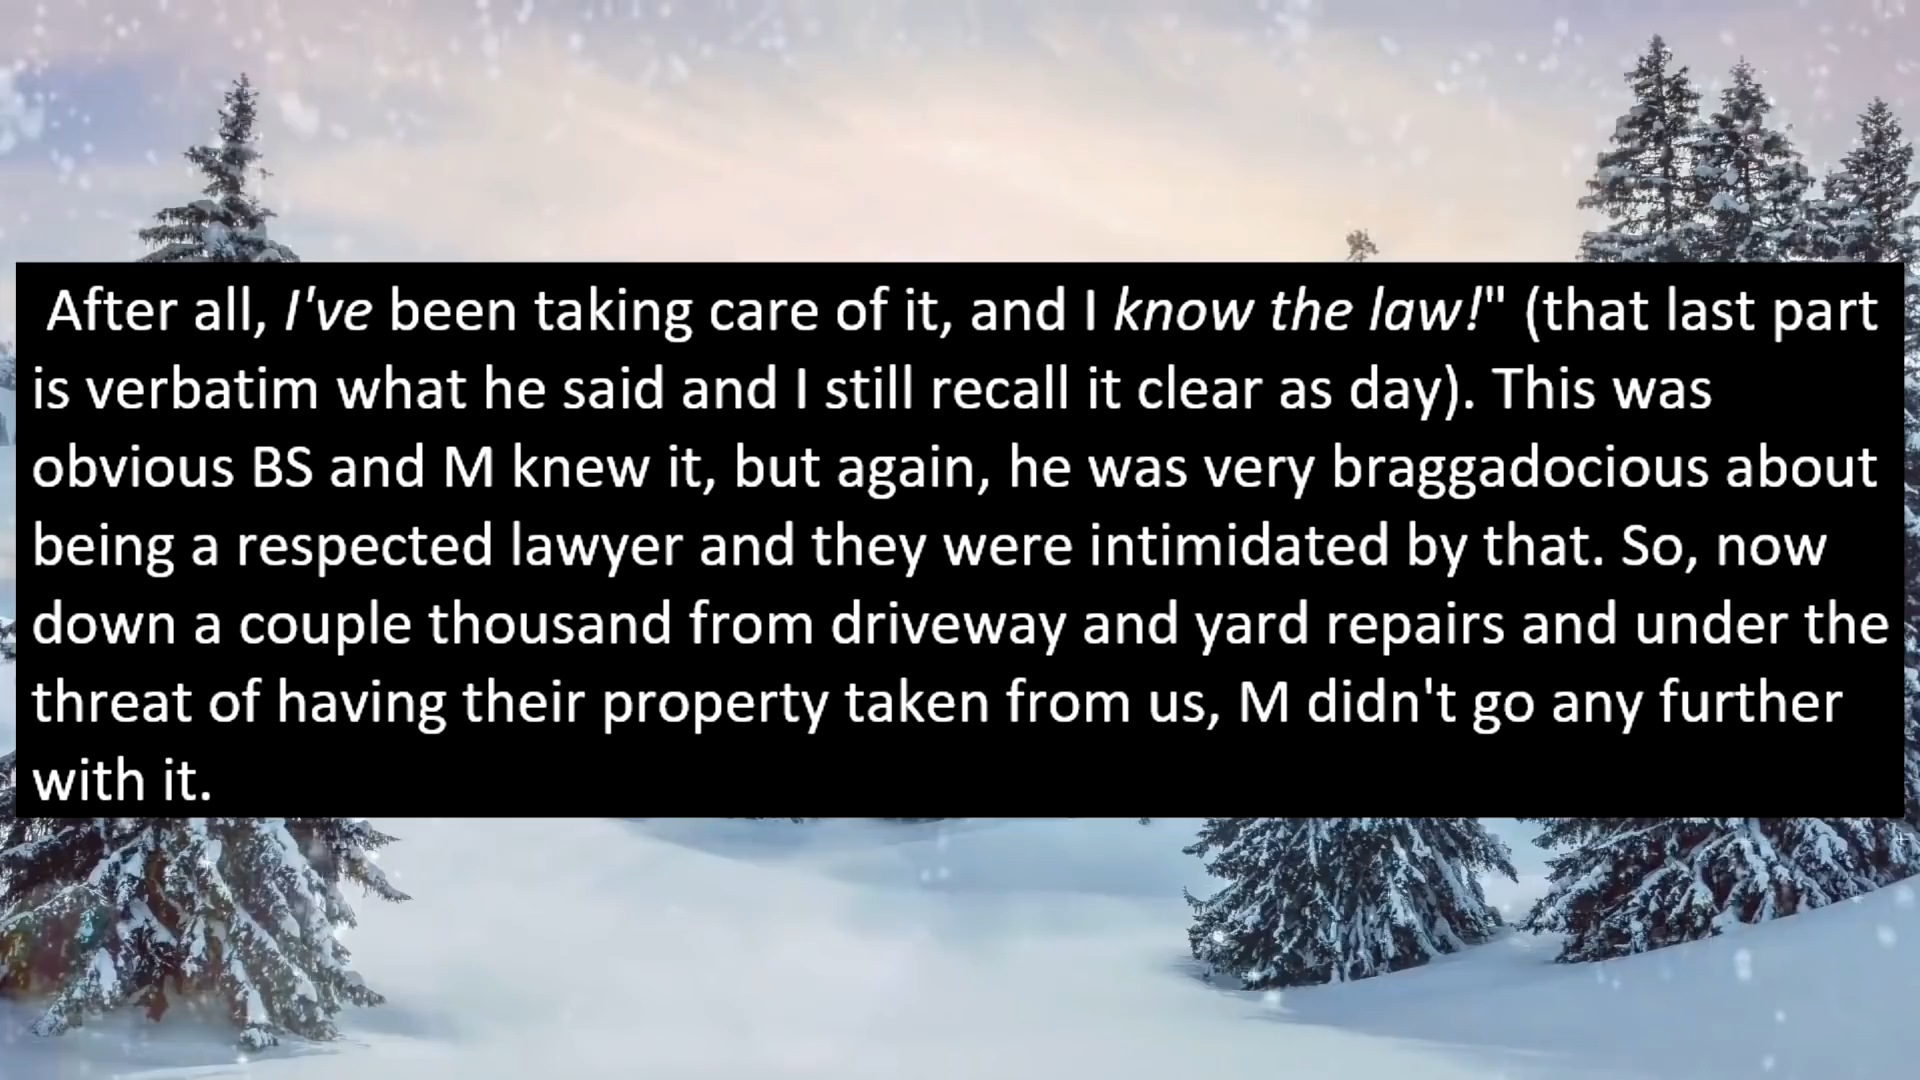 After all, I've been taking care of it, and I know the law!" (that last part
is verbatim what he said and I still recall it clear as day). This was
obvious BS and M knew it, but again, he was very braggadocious about
being a respected lawyer and they were intimidated by that. So, now
down a couple thousand from driveway and yard repairs and under the
threat of having their property taken from us, M didn't go any further
with it.